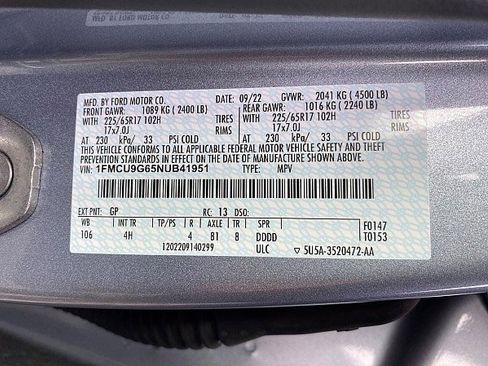 MFD. BY FORD MOTOR CO.
DATE: 09/22 GVWR: 2041 KG ( 4500 LB)
FRONT GAWR: 1089 KG ( 2400 LB) REAR GAWR: 1016 KG ( 2240 LB)
WITH 225/65R17 102H TIRES WITH 225/65R17 102H TIRES
17x7.0J RIMS 17x7.0J RIMS
AT 230 kPa/ 33 PSI COLD AT 230 kPa/ 33 PSI COLD
THIS VEHICLE CONFORMS TO ALL APPLICABLE FEDERAL MOTOR VEHICLE SAFETY, BUMPER,
AND THEFT PREVENTION STANDARDS IN EFFECT ON THE DATE OF MANUFACTURE SHOWN ABOVE.
VIN: 1FMCU9G65NUB41951 TYPE: MPV
EXT PNT: GP RC: 13 DSO:
WB INT TR R AXLE TR SPR F0147
106 4H 4 81 8 DDDD T0153
1202209140299 ULC 5U5A-3520472-AA